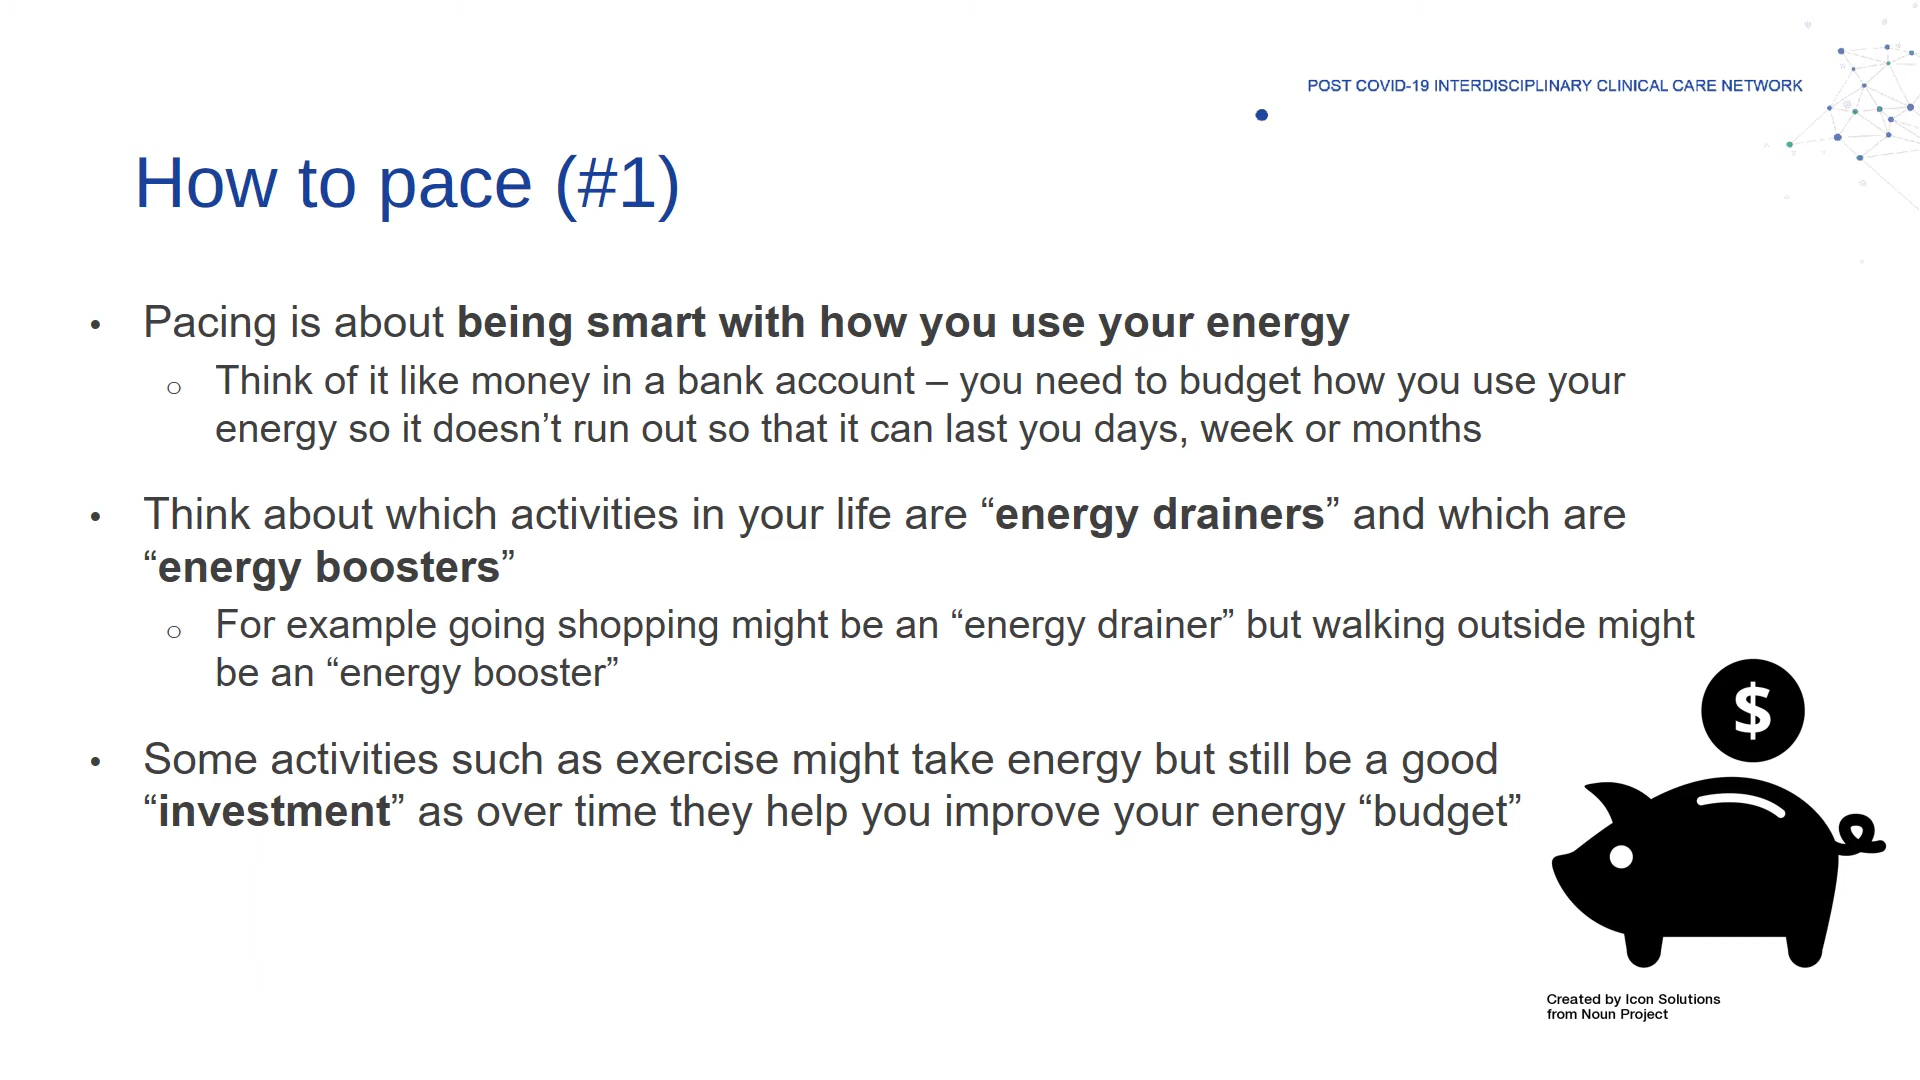 POST COVID-19 INTERDISCIPLINARY CLINICAL CARE NETWORK
How to pace (#1)
• Pacing is about being smart with how you use your energy
○ Think of it like money in a bank account – you need to budget how you use your
energy so it doesn’t run out so that it can last you days, week or months
• Think about which activities in your life are “energy drainers” and which are
“energy boosters”
○ For example going shopping might be an “energy drainer” but walking outside might
be an “energy booster”
• Some activities such as exercise might take energy but still be a good
“investment” as over time they help you improve your energy “budget”
$
Created by Icon Solutions
from Noun Project